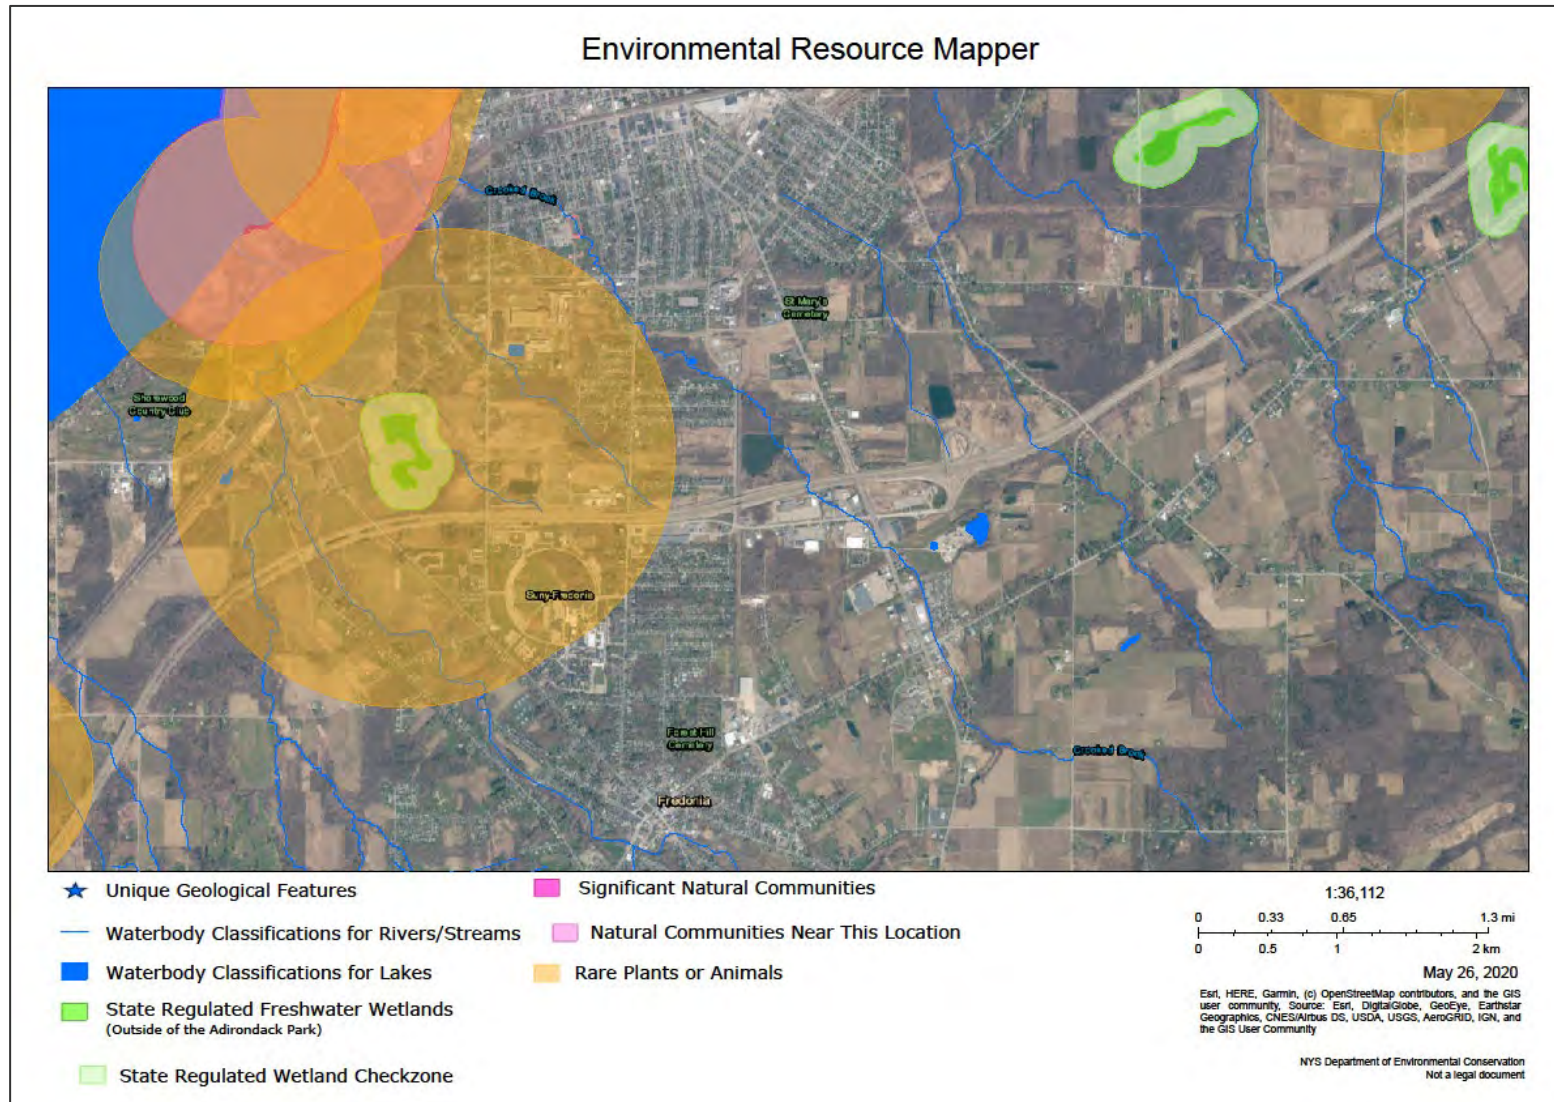 Environmental Resource Mapper
Crooked Brook
St Mary's
Cemetery
Shorewood
Country Club
Suny-Fredonia
Forest Hill
Cemetery
Crooked Brook
Fredonia
Unique Geological Features
Waterbody Classifications for Rivers/Streams
Waterbody Classifications for Lakes
State Regulated Freshwater Wetlands
(Outside of the Adirondack Park)
State Regulated Wetland Checkzone
Significant Natural Communities
Natural Communities Near This Location
Rare Plants or Animals
1:36,112
0 0.33 0.65 1.3 mi
0 0.5 1 2 km
May 26, 2020
Esri, HERE, Garmin, (c) OpenStreetMap contributors, and the GIS
user community, Source: Esri, DigitalGlobe, GeoEye, Earthstar
Geographics, CNES/Airbus DS, USDA, USGS, AeroGRID, IGN, and
the GIS User Community
NYS Department of Environmental Conservation
Not a legal document